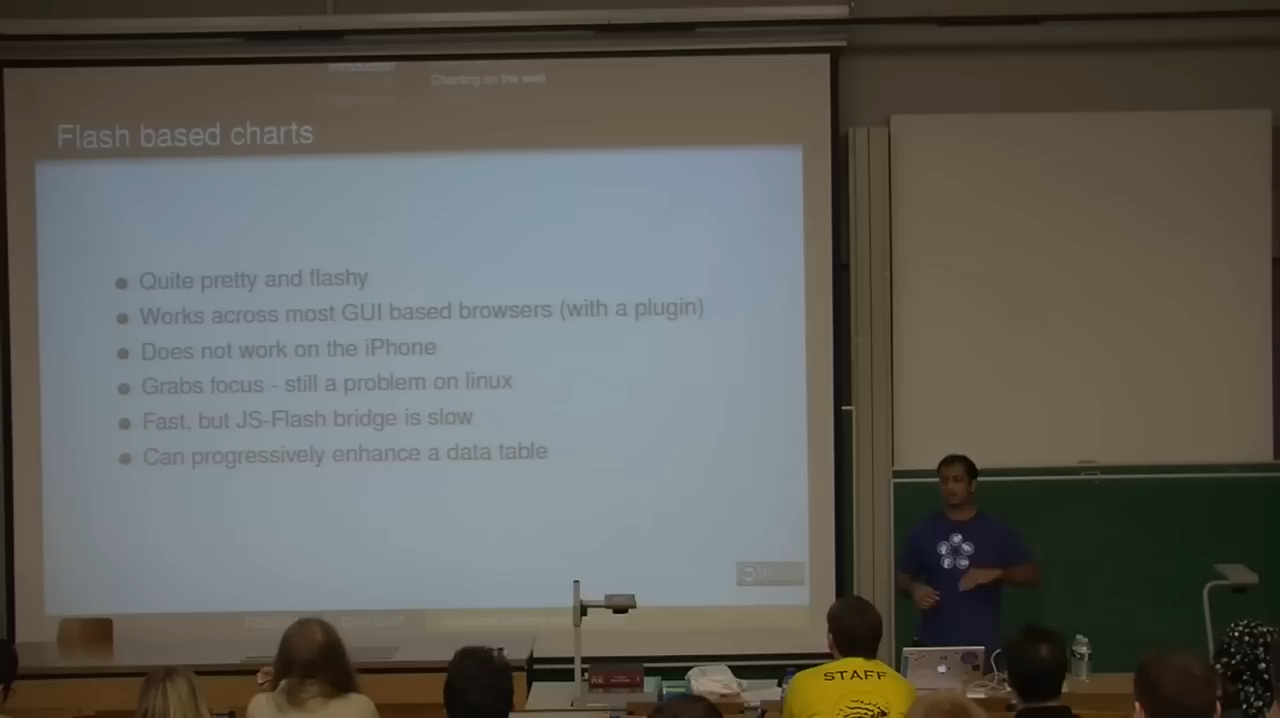 Introduction
Charting on the web
Flash based charts
Quite pretty and flashy
Works across most GUI based browsers (with a plugin)
Does not work on the iPhone
Grabs focus - still a problem on linux
Fast, but JS-Flash bridge is slow
Can progressively enhance a data table
STAFF